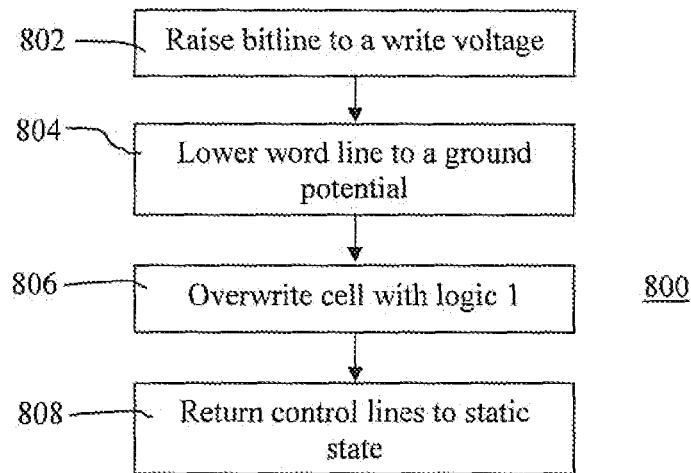 802
Raise bitline to a write voltage
804
Lower word line to a ground
potential
806
Overwrite cell with logic 1
800
808
Return control lines to static
state